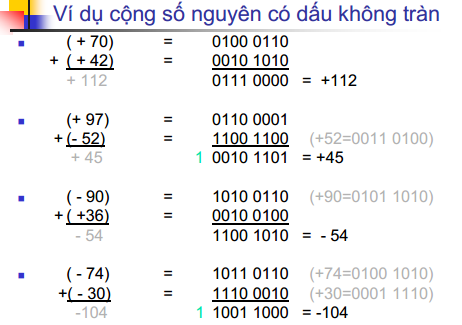 Ví dụ cộng số nguyên có dấu không tràn
( + 70) = 0100 0110
+ ( + 42) = 0010 1010
+ 112 0111 0000 = +112
(+ 97) = 0110 0001
+ (- 52) = 1100 1100 (+52=0011 0100)
+ 45 1 0010 1101 = +45
( - 90) = 1010 0110 (+90=0101 1010)
+ ( +36) = 0010 0100
- 54 1100 1010 = - 54
( - 74) = 1011 0110 (+74=0100 1010)
+( - 30) = 1110 0010 (+30=0001 1110)
-104 1 1001 1000 = -104